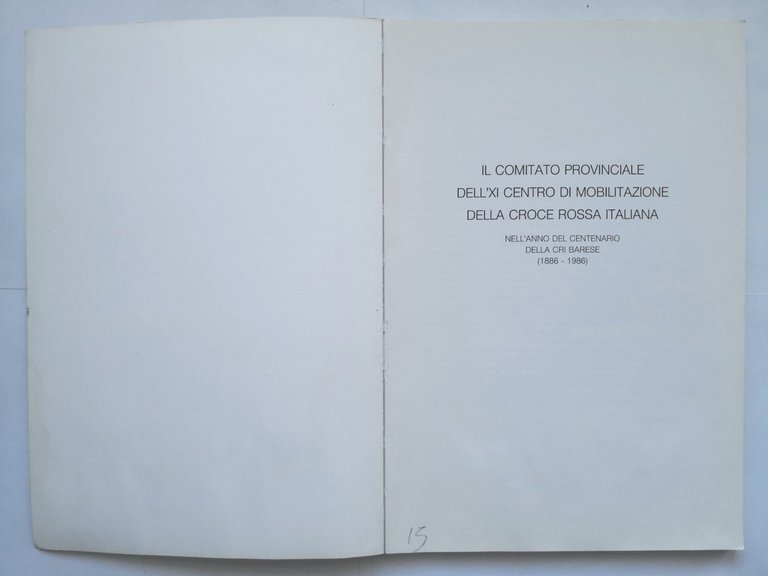 IL COMITATO PROVINCIALE
DELL'XI CENTRO DI MOBILITAZIONE
DELLA CROCE ROSSA ITALIANA
NELL'ANNO DEL CENTENARIO
DELLA CRI BARESE
(1886 - 1986)
15